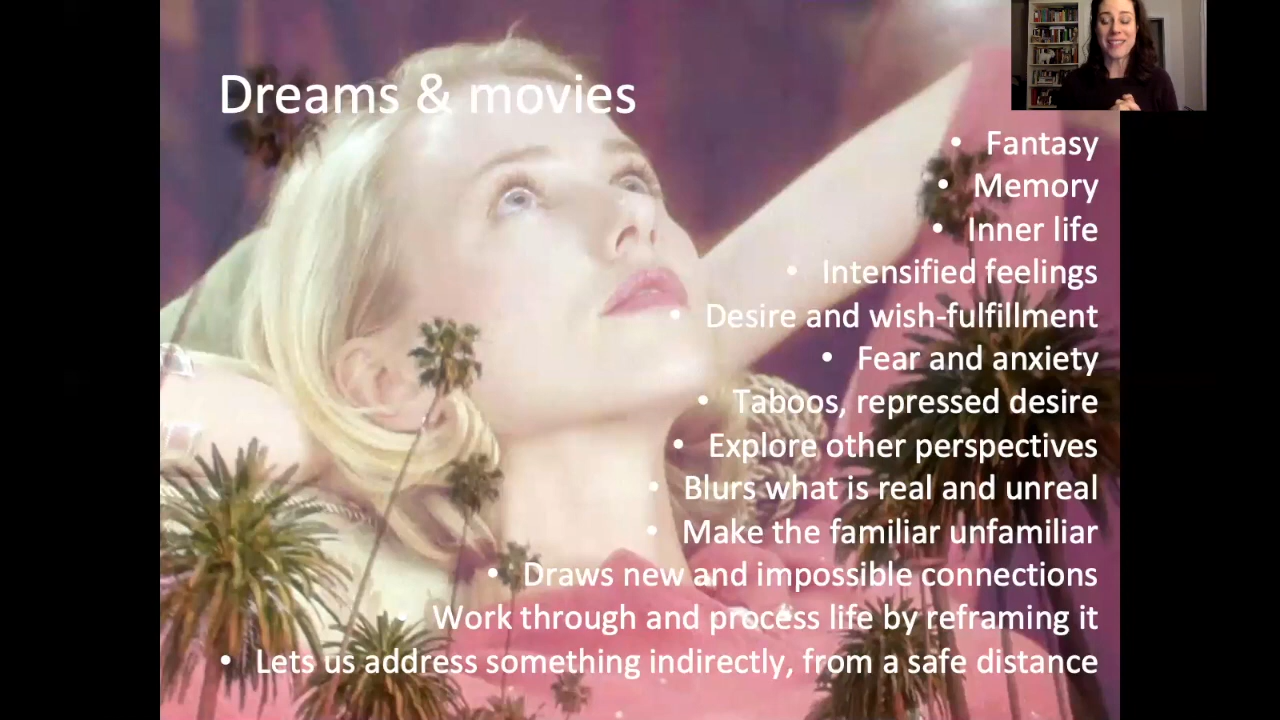 Dreams & movies
• Fantasy
• Memory
• Inner life
• Intensified feelings
• Desire and wish-fulfillment
• Fear and anxiety
• Taboos, repressed desire
• Explore other perspectives
• Blurs what is real and unreal
• Make the familiar unfamiliar
• Draws new and impossible connections
• Work through and process life by reframing it
• Lets us address something indirectly, from a safe distance